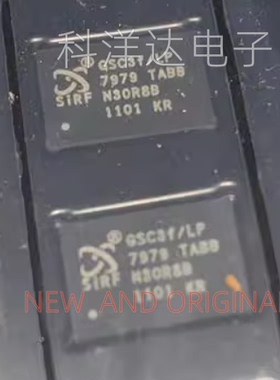 科洋达电子
GSC3f/LP
7979 TABB
SiRF N30R8B
1101 KR
GSC3f/LP
7979 TABB
SiRF N30R8B
1101 KR
NEW AND ORIGINA